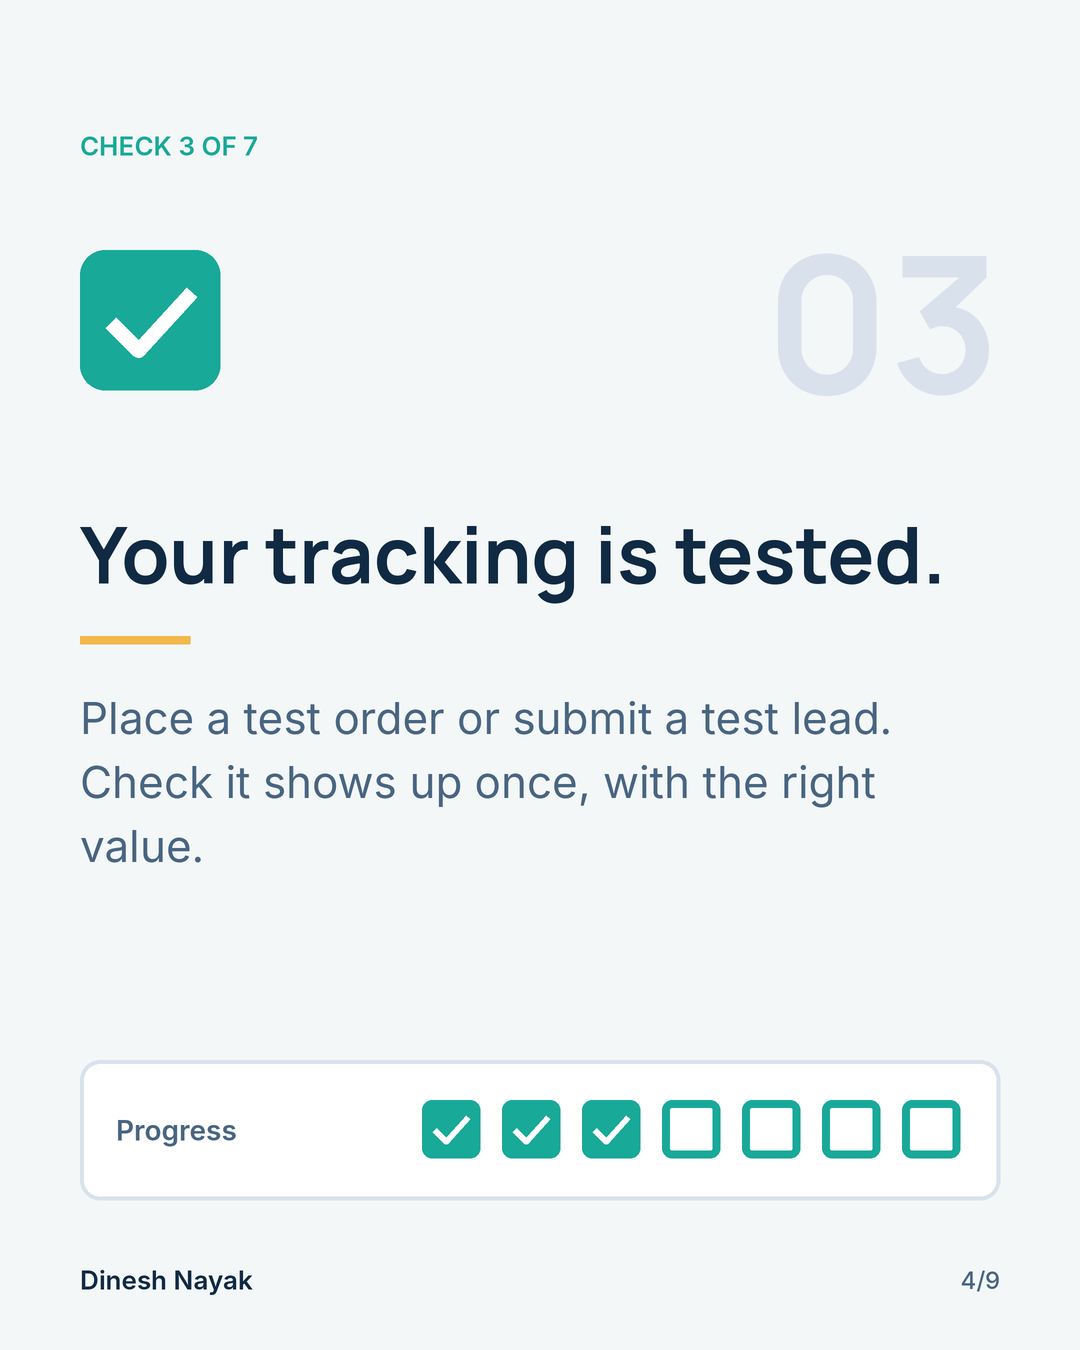 CHECK 3 OF 7
03
Your tracking is tested.
Place a test order or submit a test lead.
Check it shows up once, with the right
value.
Progress
Dinesh Nayak
4/9